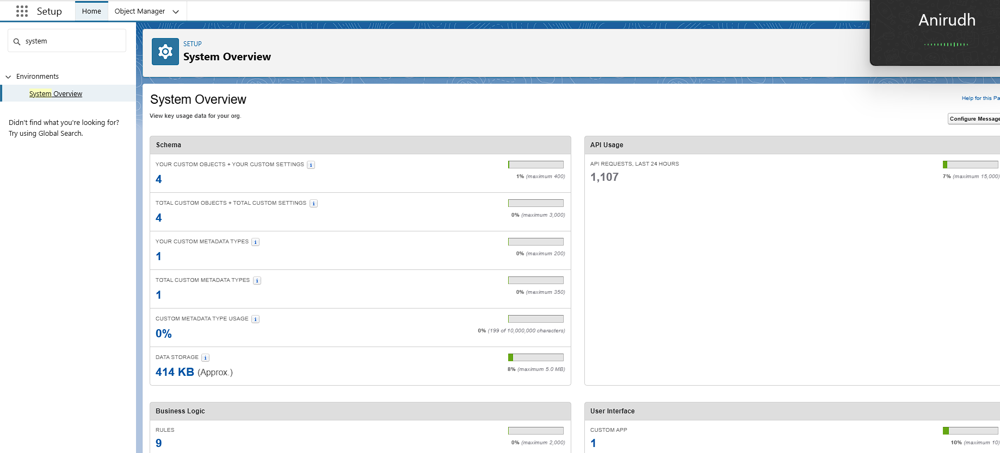 Setup
Home
Object Manager
Anirudh
system
Environments
System Overview
Didn't find what you're looking for?
Try using Global Search.
SETUP
System Overview
System Overview
View key usage data for your org.
Help for this Pa
Configure Message
Schema
YOUR CUSTOM OBJECTS + YOUR CUSTOM SETTINGS i
4
1% (maximum 400)
TOTAL CUSTOM OBJECTS + TOTAL CUSTOM SETTINGS i
4
0% (maximum 3,000)
YOUR CUSTOM METADATA TYPES i
1
0% (maximum 200)
TOTAL CUSTOM METADATA TYPES i
1
0% (maximum 350)
CUSTOM METADATA TYPE USAGE i
0%
0% (199 of 10,000,000 characters)
DATA STORAGE i
414 KB (Approx.)
8% (maximum 5.0 MB)
API Usage
API REQUESTS, LAST 24 HOURS
1,107
7% (maximum 15,000)
Business Logic
RULES
9
0% (maximum 2,000)
User Interface
CUSTOM APP
1
10% (maximum 10)